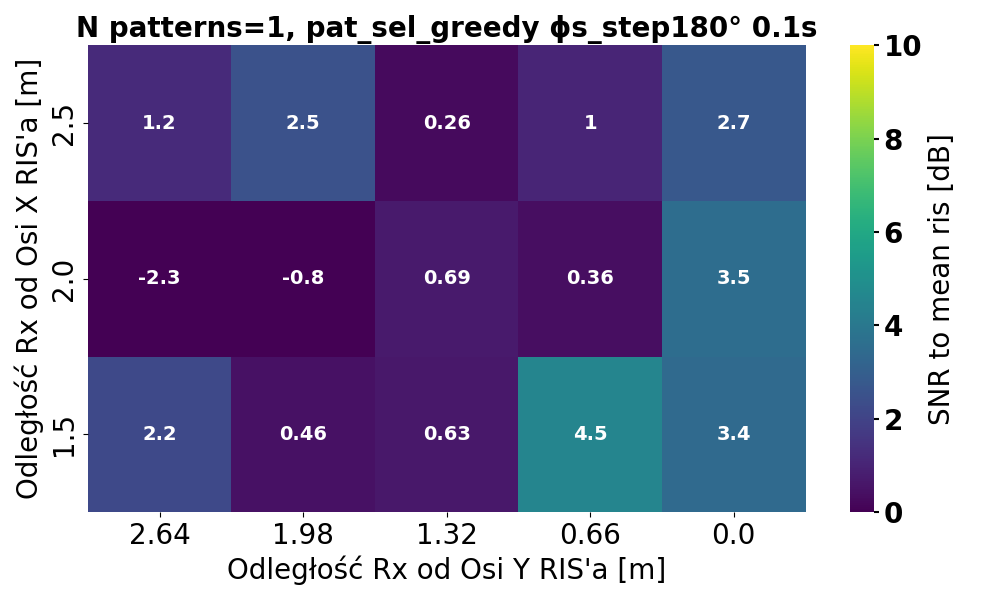 N patterns=1, pat_sel_greedy ϕs_step180° 0.1s
Odległość Rx od Osi X RIS'a [m]
2.5
1.2 2.5 0.26 1 2.7
2.0
-2.3 -0.8 0.69 0.36 3.5
1.5
2.2 0.46 0.63 4.5 3.4
2.64 1.98 1.32 0.66 0.0
Odległość Rx od Osi Y RIS'a [m]
10
8
6
4
2
0
SNR to mean ris [dB]